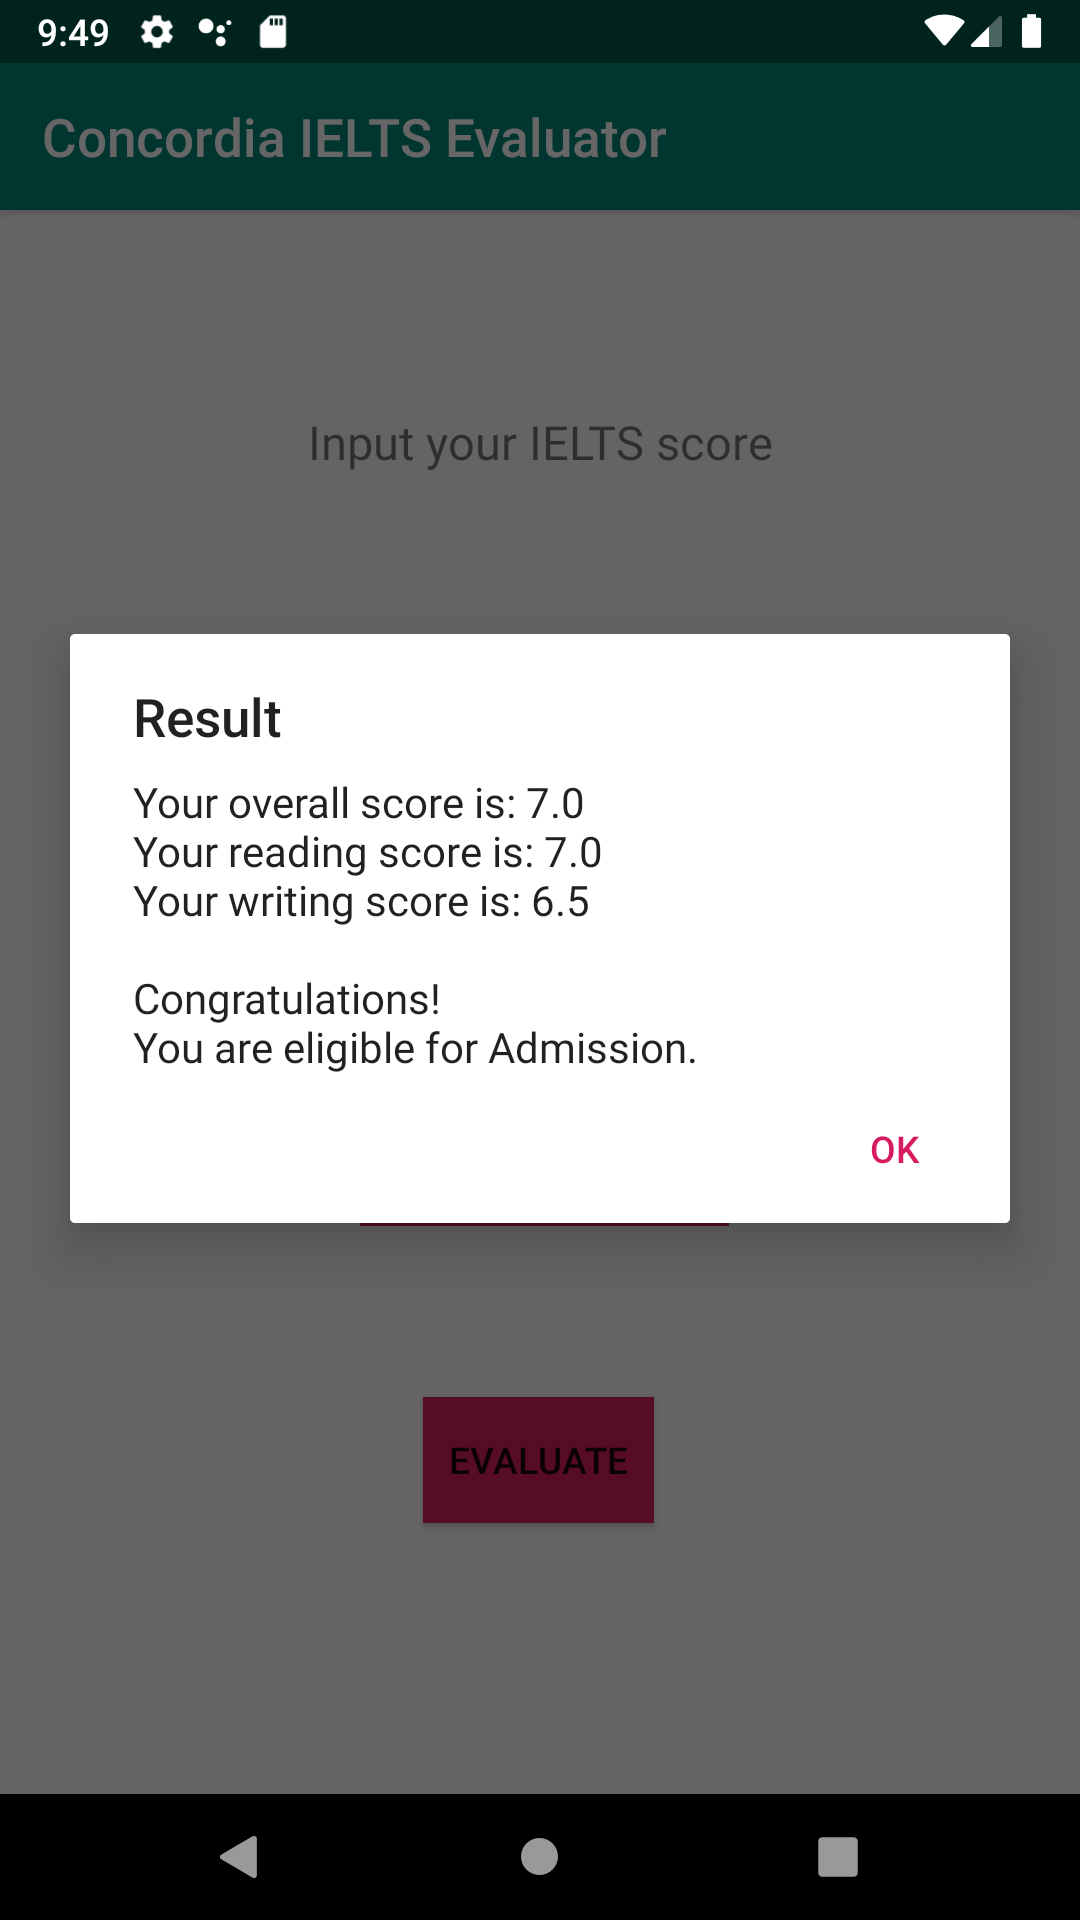 9:49
Concordia IELTS Evaluator
Input your IELTS score
Result
Your overall score is: 7.0
Your reading score is: 7.0
Your writing score is: 6.5
Congratulations!
You are eligible for Admission.
OK
EVALUATE